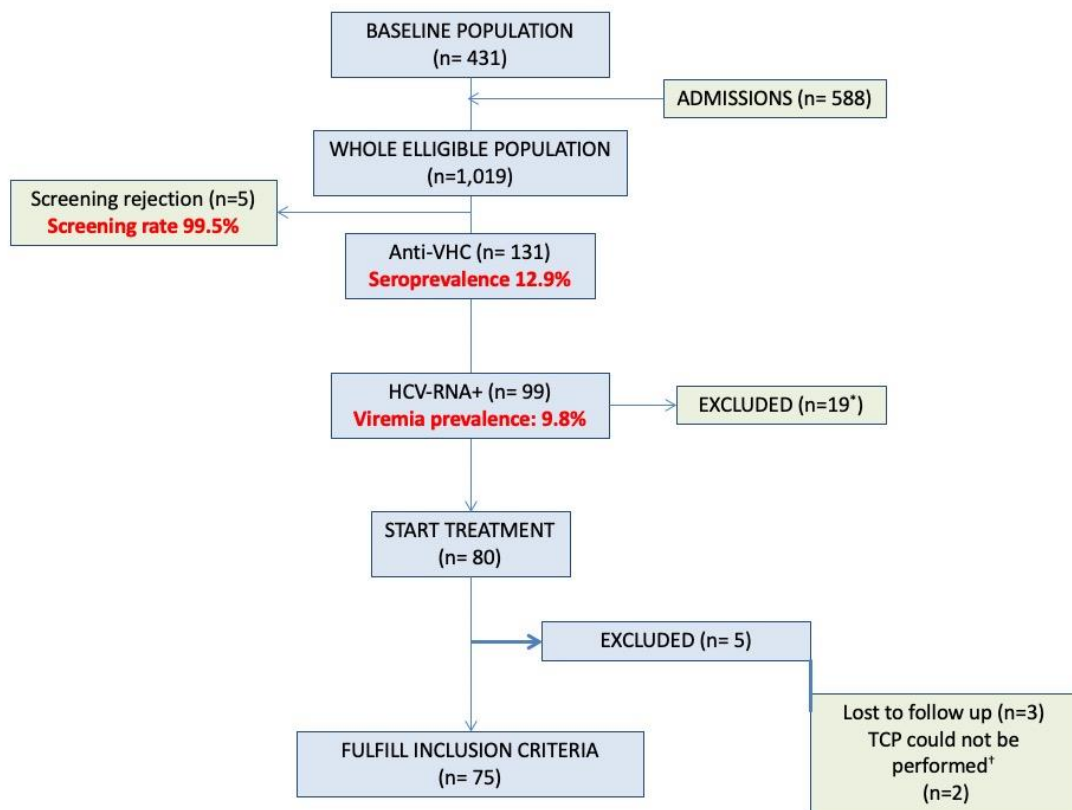 BASELINE POPULATION
(n= 431)
ADMISSIONS (n= 588)
WHOLE ELLIGIBLE POPULATION
(n=1,019)
Screening rejection (n=5)
Screening rate 99.5%
Anti-VHC (n= 131)
Seroprevalence 12.9%
HCV-RNA+ (n= 99)
Viremia prevalence: 9.8%
EXCLUDED (n=19*)
START TREATMENT
(n= 80)
EXCLUDED (n= 5)
Lost to follow up (n=3)
TCP could not be
performed†
(n=2)
FULFILL INCLUSION CRITERIA
(n= 75)